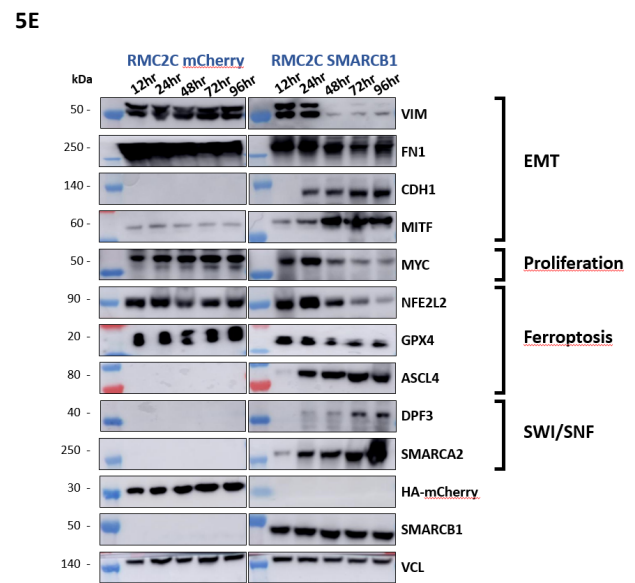 5E
RMC2C mCherry RMC2C SMARCB1
kDa 12hr 24hr 48hr 72hr 96hr 12hr 24hr 48hr 72hr 96hr
50 - VIM
250 - FN1
EMT
140 - CDH1
60 - MITF
50 - MYC Proliferation
90 - NFE2L2
20 - GPX4 Ferroptosis
80 - ASCL4
40 - DPF3
SWI/SNF
250 - SMARCA2
30 - HA-mCherry
50 - SMARCB1
140 - VCL